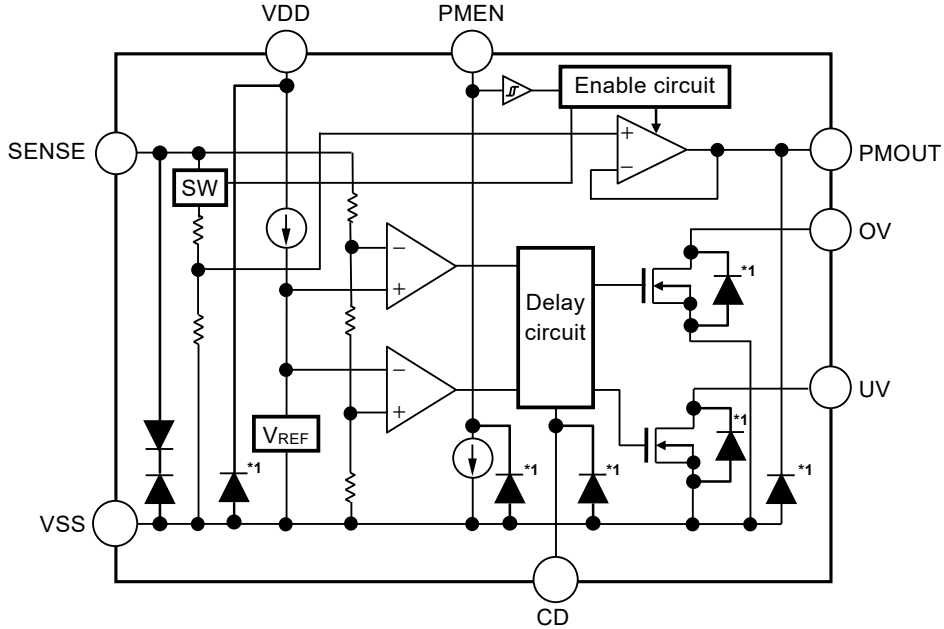 VDD
PMEN
Enable circuit
+
−
SENSE
PMOUT
SW
OV
−
+
*1
Delay
circuit
UV
−
+
*1
VREF
*1
*1
*1
*1
VSS
CD